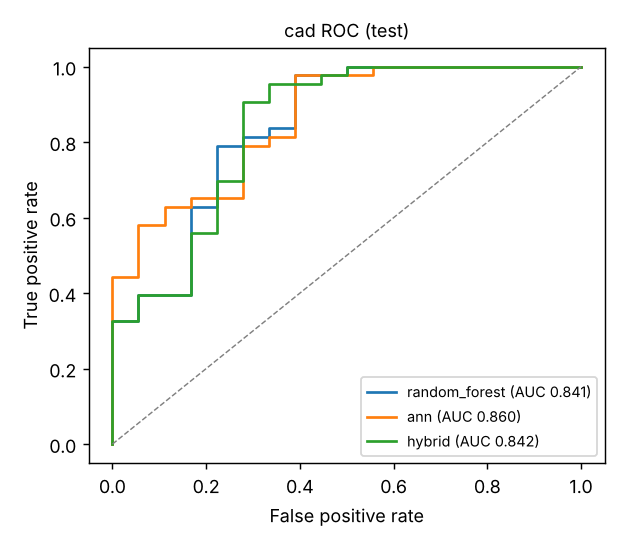 cad ROC (test)
True positive rate
1.0
0.8
0.6
0.4
0.2
0.0
random_forest (AUC 0.841)
ann (AUC 0.860)
hybrid (AUC 0.842)
0.0 0.2 0.4 0.6 0.8 1.0
False positive rate